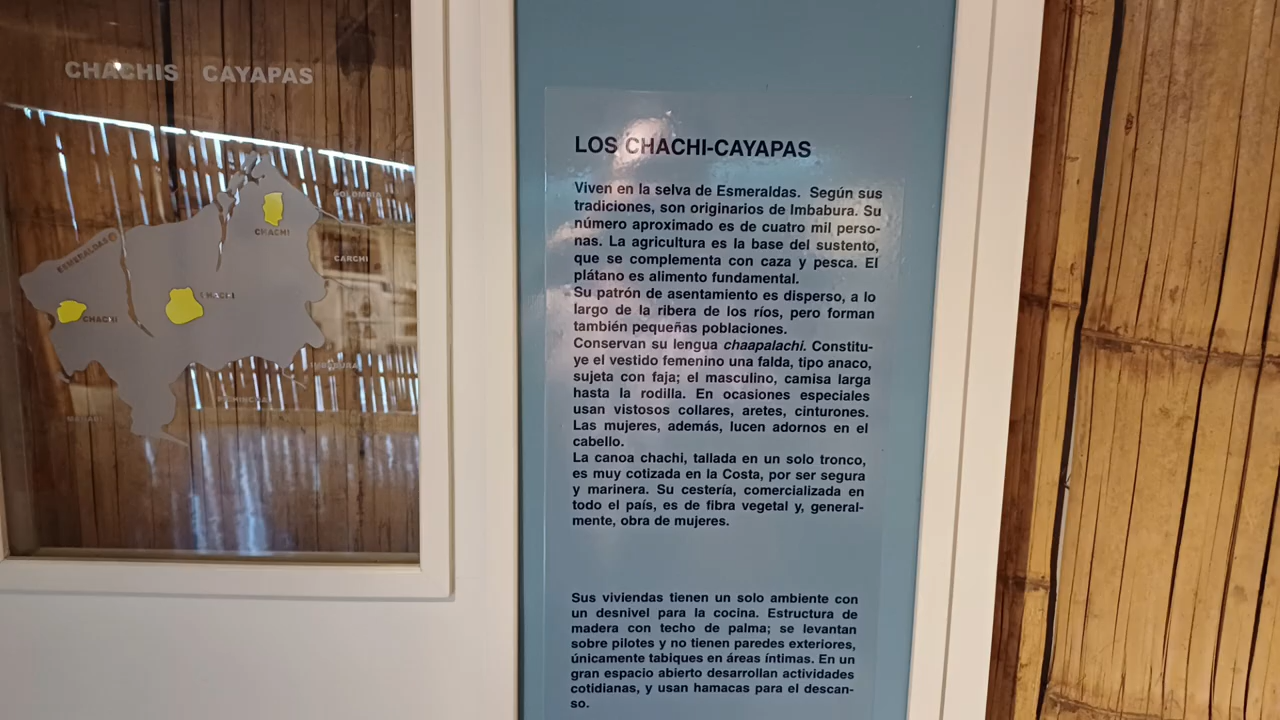 CHACHIS CAYAPAS
COLOMBIA
CHACHI
ESMERALDAS
CARCHI
CHACHI
CHACHI
IMBABURA
PICHINCHA
MANABI
LOS CHACHI-CAYAPAS
Viven en la selva de Esmeraldas. Según sus
tradiciones, son originarios de Imbabura. Su
número aproximado es de cuatro mil perso-
nas. La agricultura es la base del sustento,
que se complementa con caza y pesca. El
plátano es alimento fundamental.
Su patrón de asentamiento es disperso, a lo
largo de la ribera de los ríos, pero forman
también pequeñas poblaciones.
Conservan su lengua chaapalachi. Constitu-
ye el vestido femenino una falda, tipo anaco,
sujeta con faja; el masculino, camisa larga
hasta la rodilla. En ocasiones especiales
usan vistosos collares, aretes, cinturones.
Las mujeres, además, lucen adornos en el
cabello.
La canoa chachi, tallada en un solo tronco,
es muy cotizada en la Costa, por ser segura
y marinera. Su cestería, comercializada en
todo el país, es de fibra vegetal y, general-
mente, obra de mujeres.
Sus viviendas tienen un solo ambiente con
un desnivel para la cocina. Estructura de
madera con techo de palma; se levantan
sobre pilotes y no tienen paredes exteriores,
únicamente tabiques en áreas íntimas. En un
gran espacio abierto desarrollan actividades
cotidianas, y usan hamacas para el descan-
so.